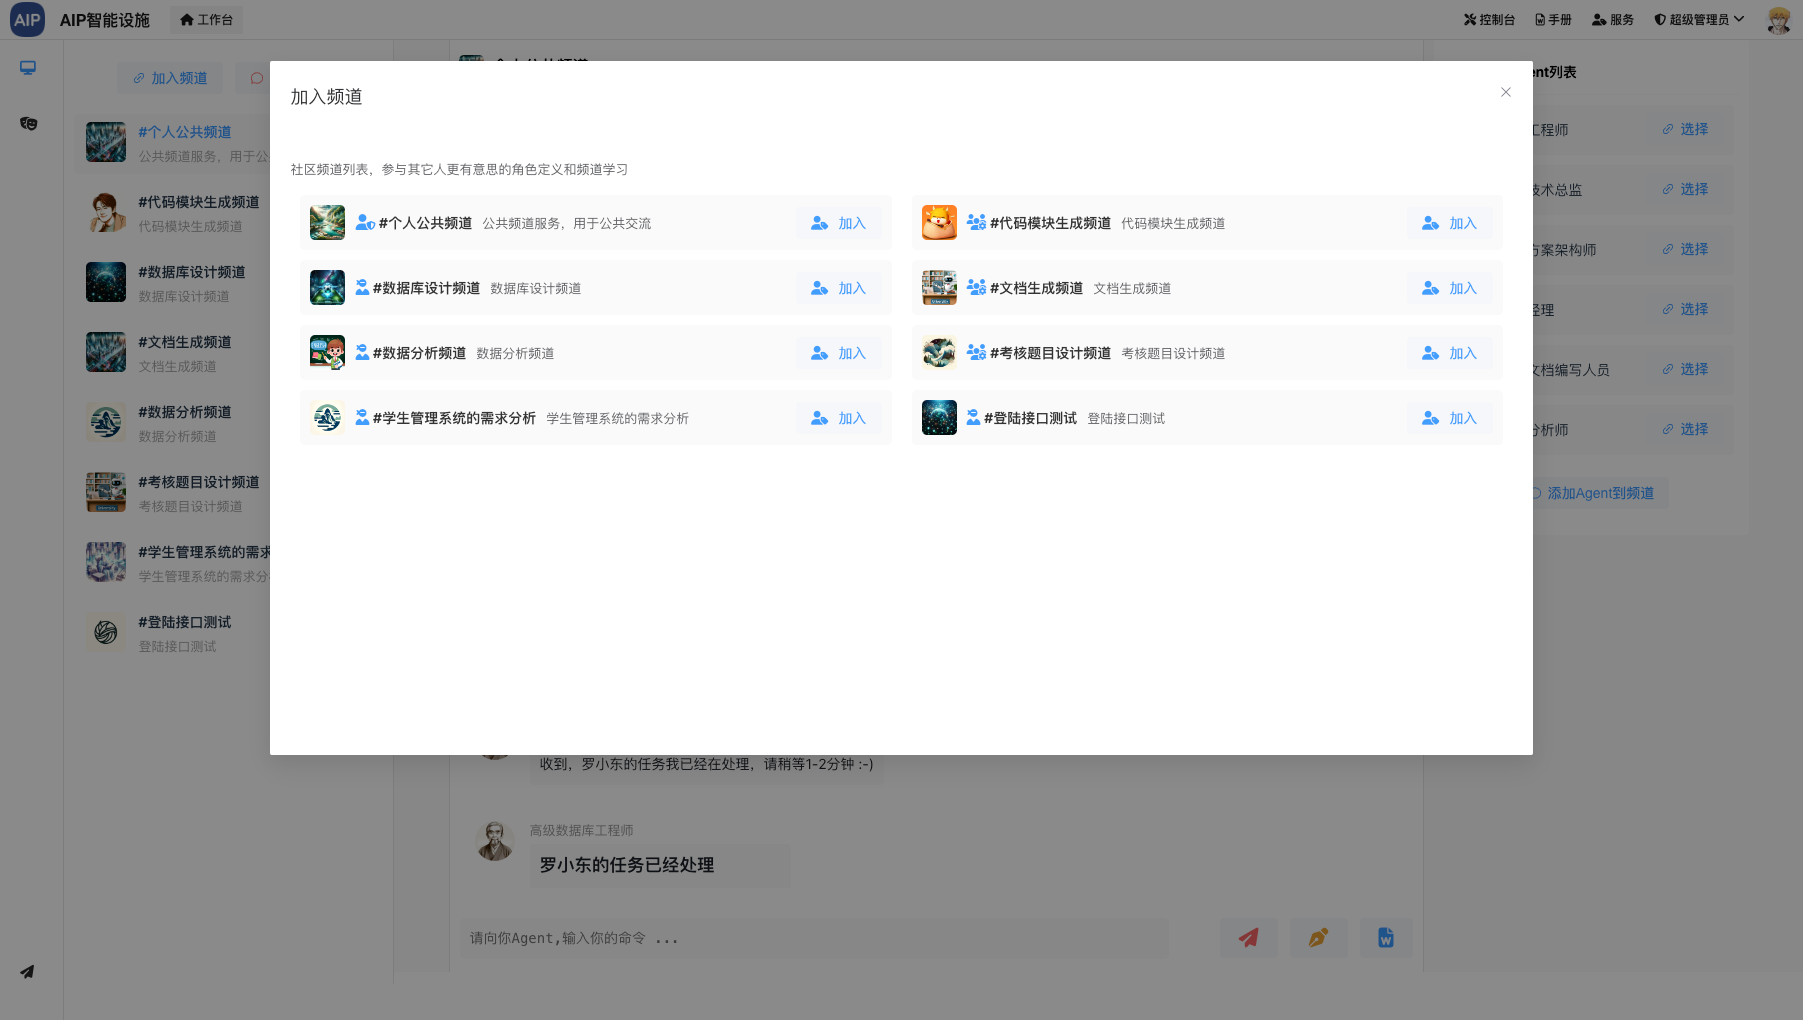 AIP AIP智能设施 工作台 控制台 手册 服务 超级管理员
加入频道
#个人公共频道
公共频道服务，用于公
#代码模块生成频道
代码模块生成频道
#数据库设计频道
数据库设计频道
#文档生成频道
文档生成频道
#数据分析频道
数据分析频道
#考核题目设计频道
考核题目设计频道
#学生管理系统的需求
学生管理系统的需求分
#登陆接口测试
登陆接口测试
加入频道
社区频道列表，参与其它人更有意思的角色定义和频道学习
#个人公共频道 公共频道服务，用于公共交流 加入
#代码模块生成频道 代码模块生成频道 加入
#数据库设计频道 数据库设计频道 加入
#文档生成频道 文档生成频道 加入
#数据分析频道 数据分析频道 加入
#考核题目设计频道 考核题目设计频道 加入
#学生管理系统的需求分析 学生管理系统的需求分析 加入
#登陆接口测试 登陆接口测试 加入
收到，罗小东的任务我已经在处理，请稍等1-2分钟 :-)
高级数据库工程师
罗小东的任务已经处理
请向你Agent,输入你的命令 ...
ent列表
工程师 选择
技术总监 选择
方案架构师 选择
经理 选择
文档编写人员 选择
分析师 选择
添加Agent到频道